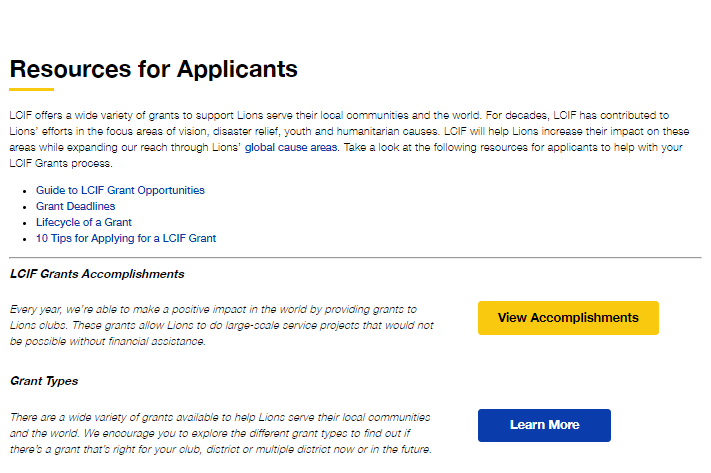 Resources for Applicants
LCIF offers a wide variety of grants to support Lions serve their local communities and the world. For decades, LCIF has contributed to
Lions' efforts in the focus areas of vision, disaster relief, youth and humanitarian causes. LCIF will help Lions increase their impact on these
areas while expanding our reach through Lions' global cause areas. Take a look at the following resources for applicants to help with your
LCIF Grants process.
• Guide to LCIF Grant Opportunities
• Grant Deadlines
• Lifecycle of a Grant
• 10 Tips for Applying for a LCIF Grant
LCIF Grants Accomplishments
Every year, we're able to make a positive impact in the world by providing grants to
Lions clubs. These grants allow Lions to do large-scale service projects that would not
be possible without financial assistance.
View Accomplishments
Grant Types
There are a wide variety of grants available to help Lions serve their local communities
and the world. We encourage you to explore the different grant types to find out if
there's a grant that's right for your club, district or multiple district now or in the future.
Learn More